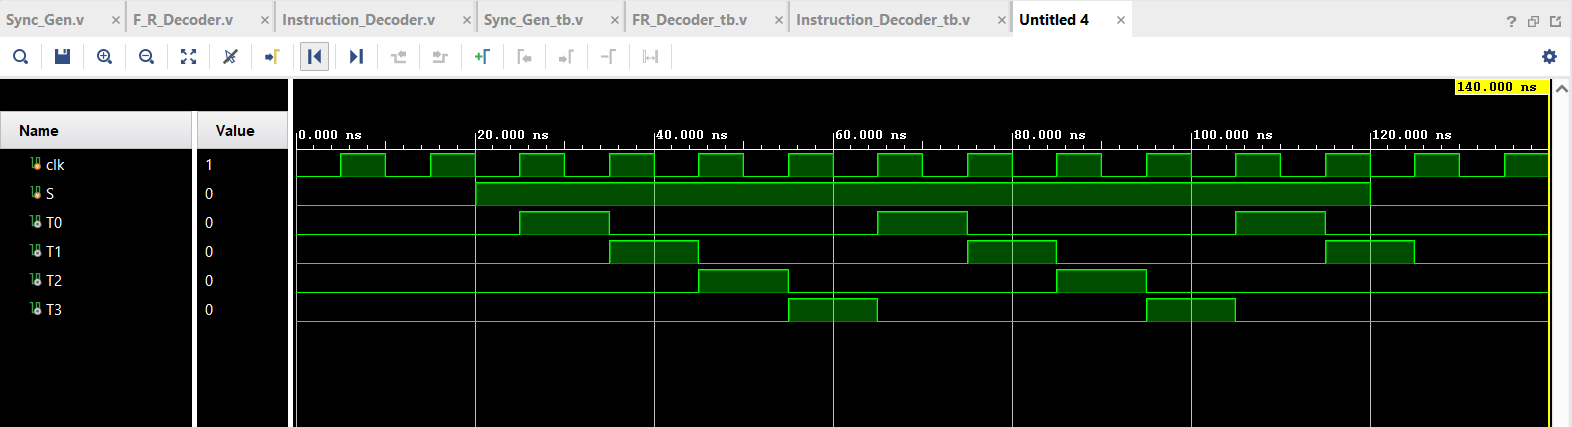 Sync_Gen.v × F_R_Decoder.v × Instruction_Decoder.v × Sync_Gen_tb.v × FR_Decoder_tb.v × Instruction_Decoder_tb.v × Untitled 4 ×
?
140.000 ns
Name Value
0.000 ns 20.000 ns 40.000 ns 60.000 ns 80.000 ns 100.000 ns 120.000 ns
clk 1
S 0
T0 0
T1 0
T2 0
T3 0